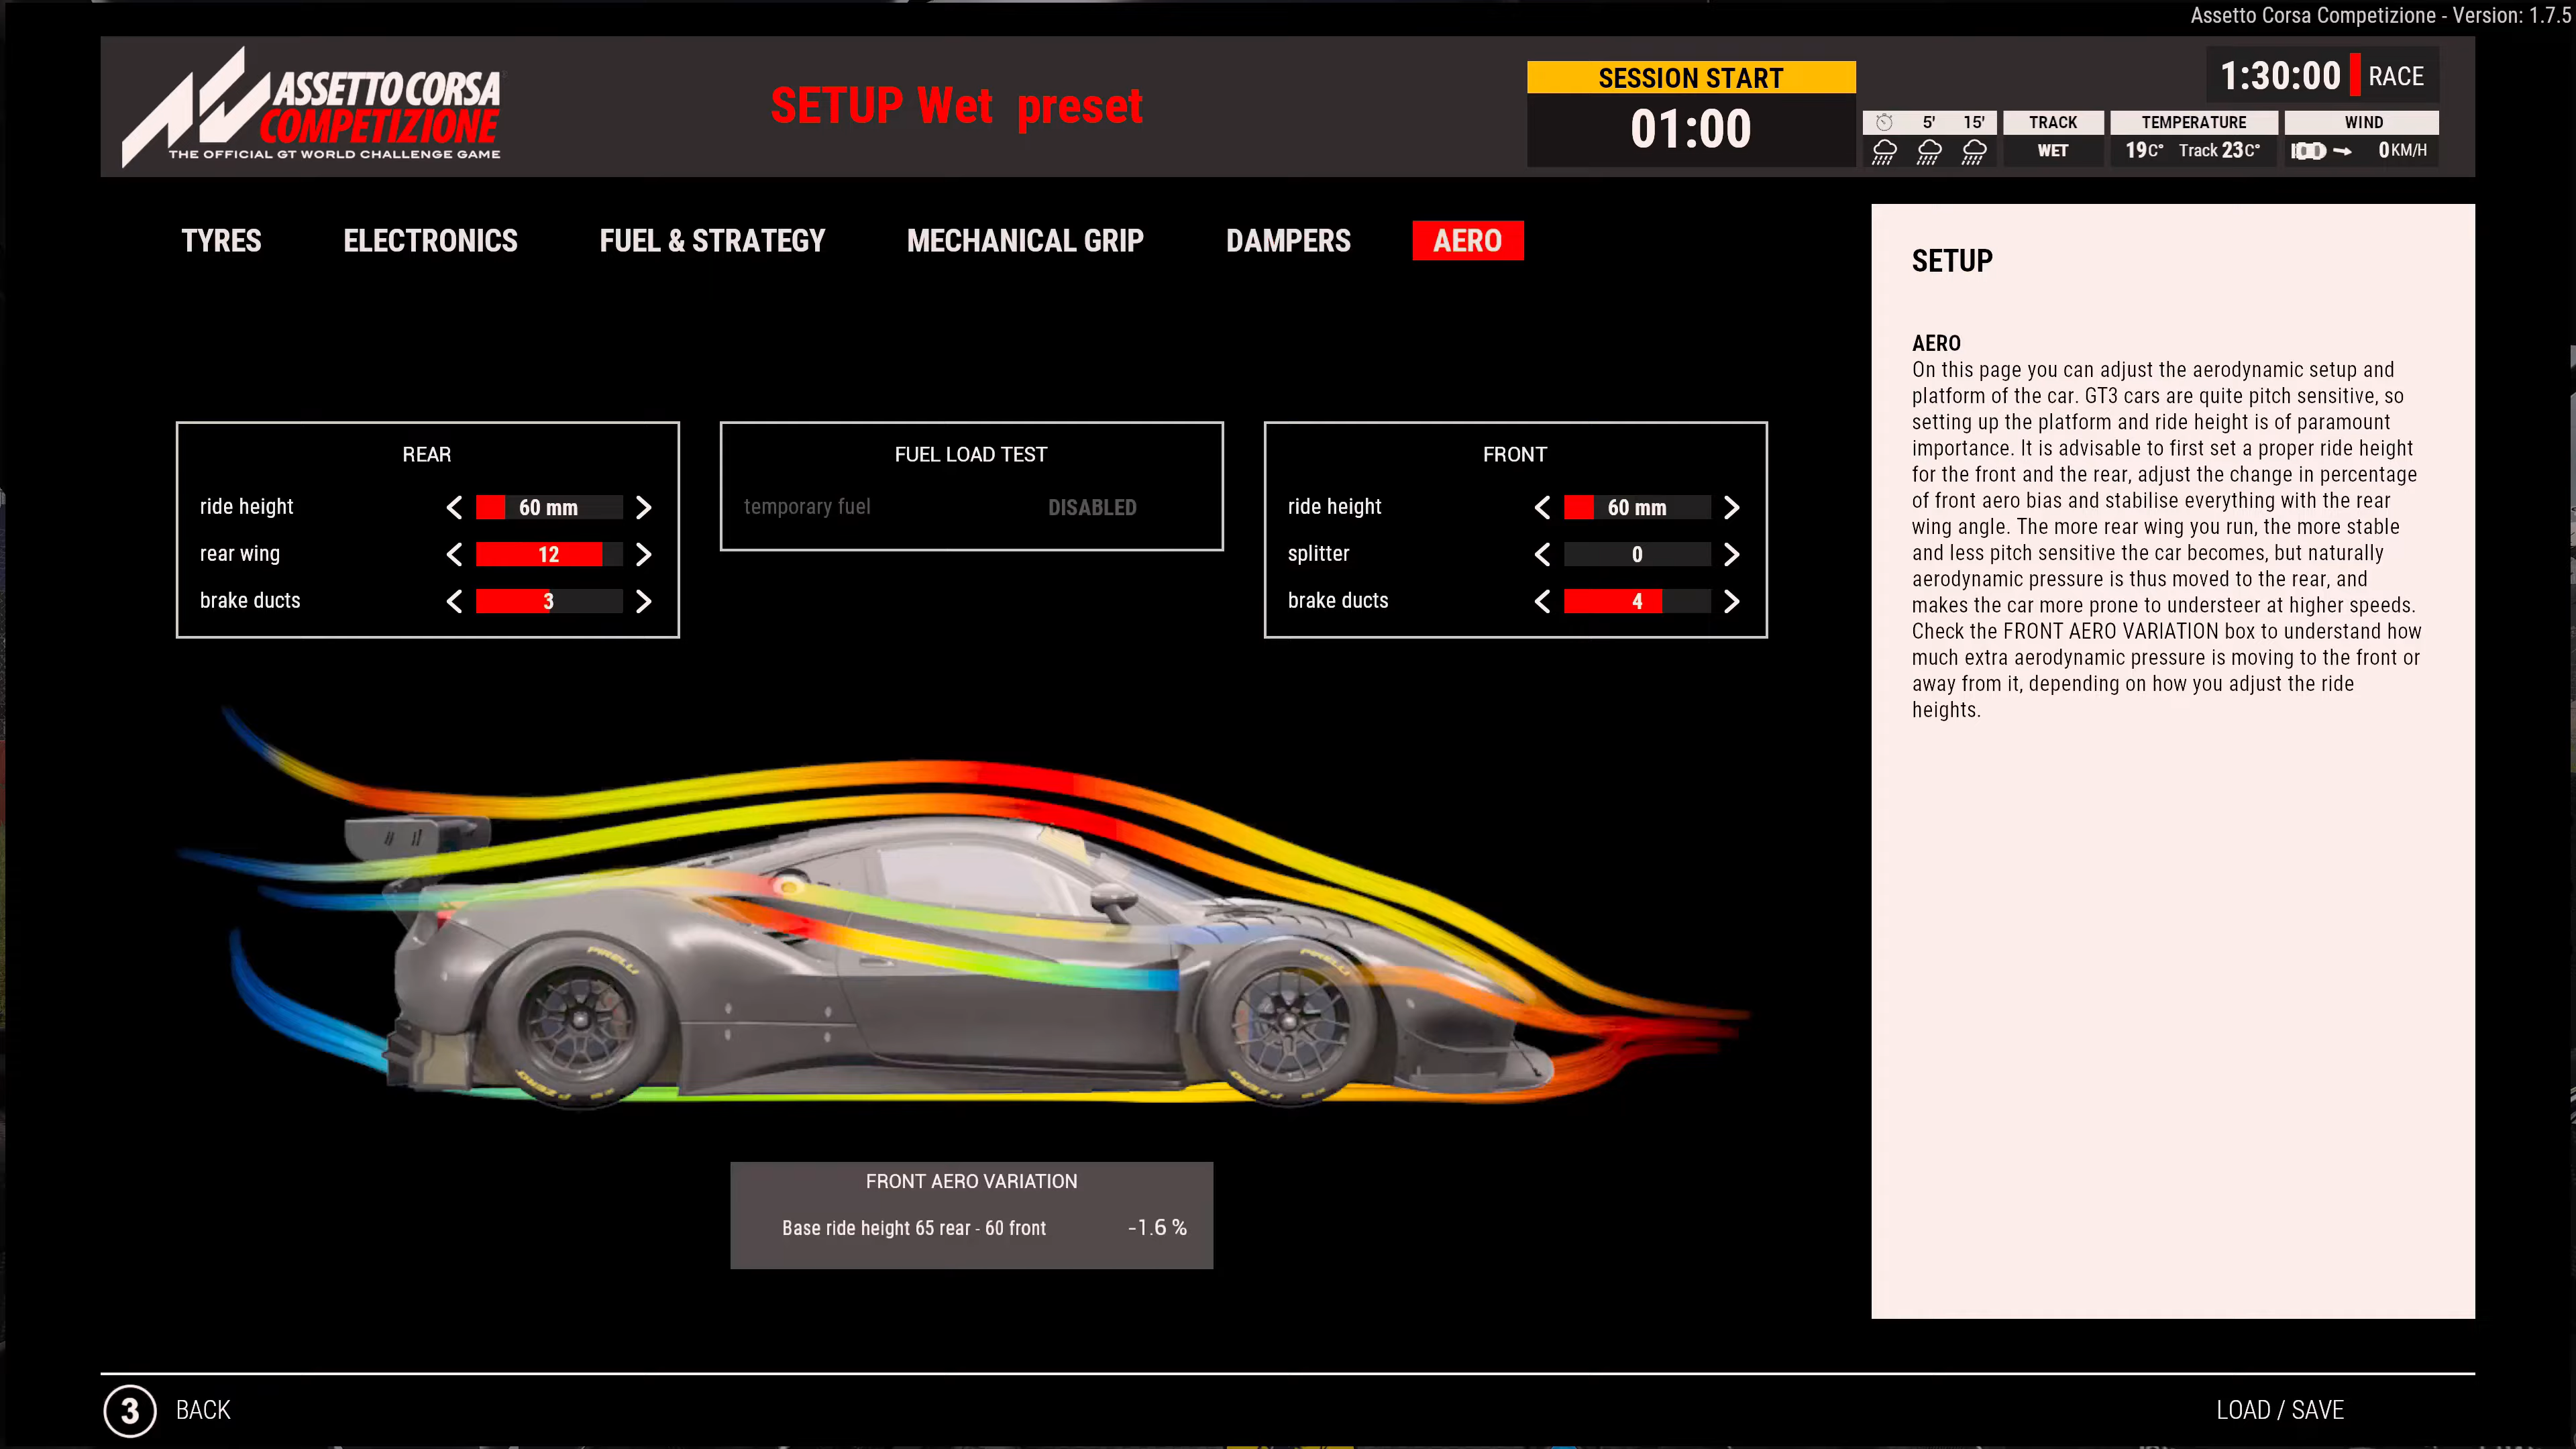 Assetto Corsa Competizione - Version: 1.7.5
ASSETTO CORSA
COMPETIZIONE
THE OFFICIAL GT WORLD CHALLENGE GAME
SETUP Wet preset
SESSION START
01:00
1:30:00 RACE
5' 15' TRACK TEMPERATURE WIND
WET 19C° Track 23C° 0KM/H
TYRES ELECTRONICS FUEL & STRATEGY MECHANICAL GRIP DAMPERS AERO
REAR
ride height 60 mm
rear wing 12
brake ducts 3
FUEL LOAD TEST
temporary fuel DISABLED
FRONT
ride height 60 mm
splitter 0
brake ducts 4
SETUP
AERO
On this page you can adjust the aerodynamic setup and
platform of the car. GT3 cars are quite pitch sensitive, so
setting up the platform and ride height is of paramount
importance. It is advisable to first set a proper ride height
for the front and the rear, adjust the change in percentage
of front aero bias and stabilise everything with the rear
wing angle. The more rear wing you run, the more stable
and less pitch sensitive the car becomes, but naturally
aerodynamic pressure is thus moved to the rear, and
makes the car more prone to understeer at higher speeds.
Check the FRONT AERO VARIATION box to understand how
much extra aerodynamic pressure is moving to the front or
away from it, depending on how you adjust the ride
heights.
PIRELLI
PIRELLI
P ZERO
P ZERO
FRONT AERO VARIATION
Base ride height 65 rear - 60 front -1.6 %
3 BACK
LOAD / SAVE